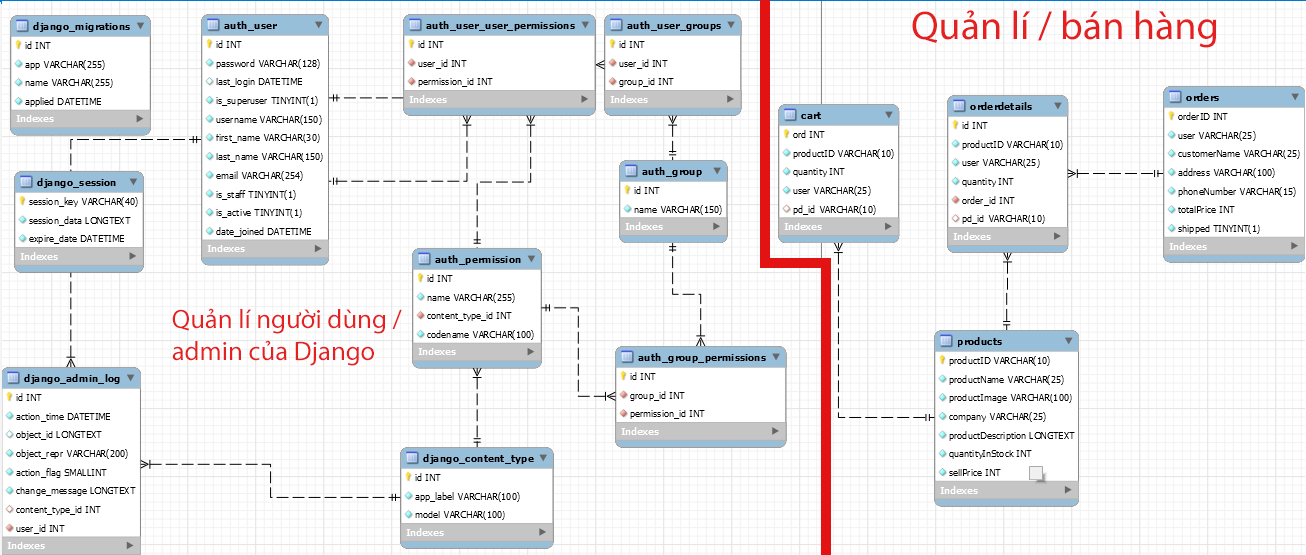 django_migrations
id INT
app VARCHAR(255)
name VARCHAR(255)
applied DATETIME
Indexes
auth_user
id INT
password VARCHAR(128)
last_login DATETIME
is_superuser TINYINT(1)
username VARCHAR(150)
first_name VARCHAR(30)
last_name VARCHAR(150)
email VARCHAR(254)
is_staff TINYINT(1)
is_active TINYINT(1)
date_joined DATETIME
Indexes
auth_user_user_permissions
id INT
user_id INT
permission_id INT
Indexes
auth_user_groups
id INT
user_id INT
group_id INT
Indexes
django_session
session_key VARCHAR(40)
session_data LONGTEXT
expire_date DATETIME
Indexes
auth_group
id INT
name VARCHAR(150)
Indexes
auth_permission
id INT
name VARCHAR(255)
content_type_id INT
codename VARCHAR(100)
Indexes
Quản lí người dùng /
admin của Django
auth_group_permissions
id INT
group_id INT
permission_id INT
Indexes
django_admin_log
id INT
action_time DATETIME
object_id LONGTEXT
object_repr VARCHAR(200)
action_flag SMALLINT
change_message LONGTEXT
content_type_id INT
user_id INT
Indexes
django_content_type
id INT
app_label VARCHAR(100)
model VARCHAR(100)
Indexes
Quản lí / bán hàng
cart
ord INT
productID VARCHAR(10)
quantity INT
user VARCHAR(25)
pd_id VARCHAR(10)
Indexes
orderdetails
id INT
productID VARCHAR(10)
user VARCHAR(25)
quantity INT
order_id INT
pd_id VARCHAR(10)
Indexes
orders
orderID INT
user VARCHAR(25)
customerName VARCHAR(25)
address VARCHAR(100)
phoneNumber VARCHAR(15)
totalPrice INT
shipped TINYINT(1)
Indexes
products
productID VARCHAR(10)
productName VARCHAR(25)
productImage VARCHAR(100)
company VARCHAR(25)
productDescription LONGTEXT
quantityInStock INT
sellPrice INT
Indexes